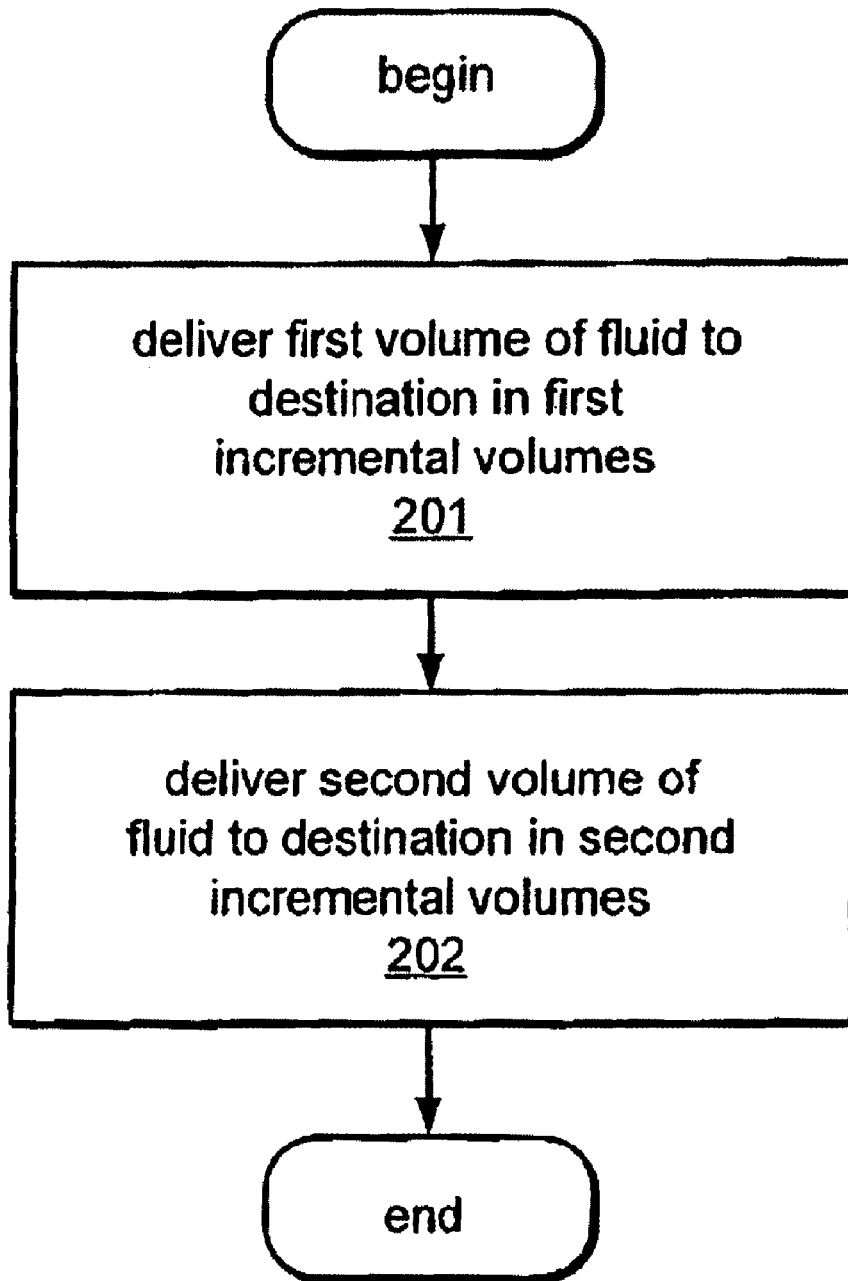 begin
deliver first volume of fluid to
destination in first
incremental volumes
201
deliver second volume of
fluid to destination in second
incremental volumes
202
end